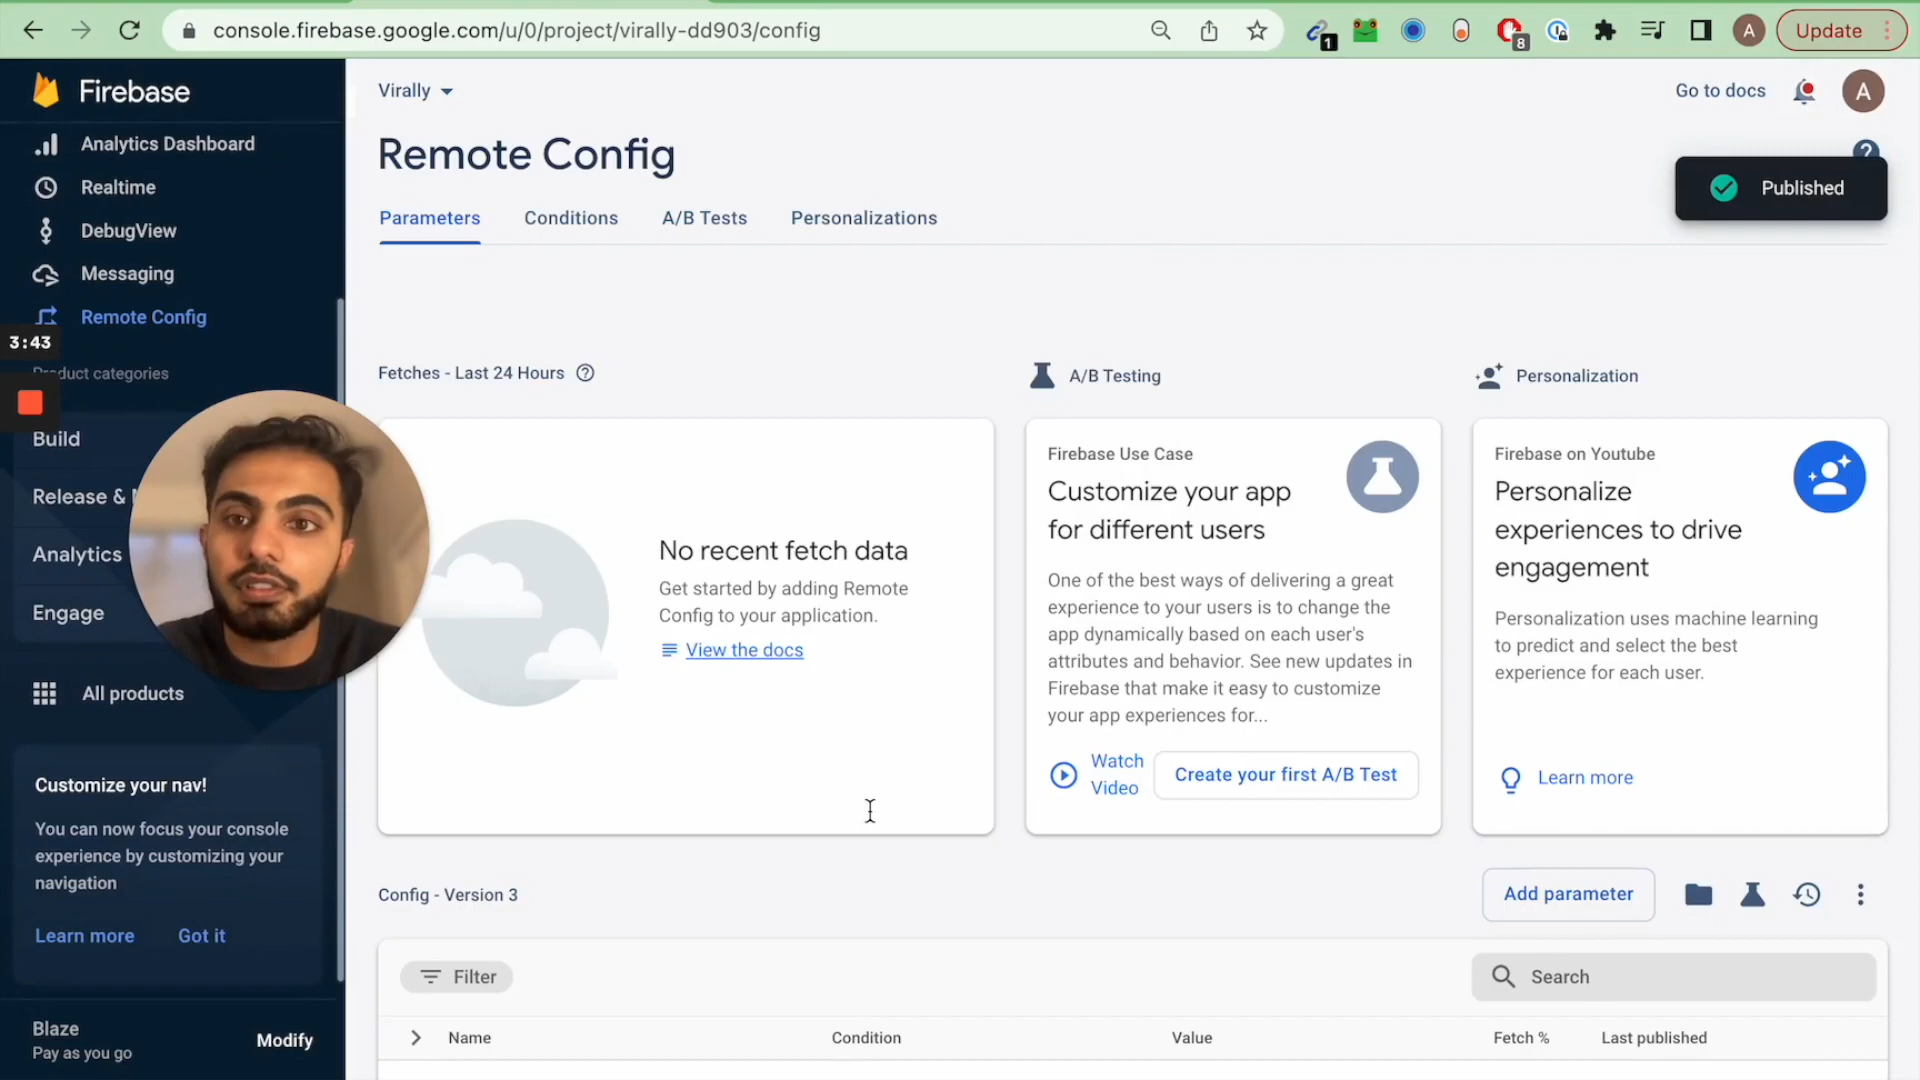 console.firebase.google.com/u/0/project/virally-dd903/config
1
8
A
Update
Firebase
Analytics Dashboard
Realtime
DebugView
Messaging
Remote Config
3:43
Product categories
Build
Release &
Analytics
Engage
All products
Customize your nav!
You can now focus your console
experience by customizing your
navigation
Learn more
Got it
Blaze
Pay as you go
Modify
Virally
Go to docs
A
Remote Config
?
Published
Parameters
Conditions
A/B Tests
Personalizations
Fetches - Last 24 Hours ?
No recent fetch data
Get started by adding Remote
Config to your application.
View the docs
A/B Testing
Firebase Use Case
Customize your app
for different users
One of the best ways of delivering a great
experience to your users is to change the
app dynamically based on each user's
attributes and behavior. See new updates in
Firebase that make it easy to customize
your app experiences for...
Watch
Video
Create your first A/B Test
Personalization
Firebase on Youtube
Personalize
experiences to drive
engagement
Personalization uses machine learning
to predict and select the best
experience for each user.
Learn more
Config - Version 3
Add parameter
Filter
Search
Name
Condition
Value
Fetch %
Last published